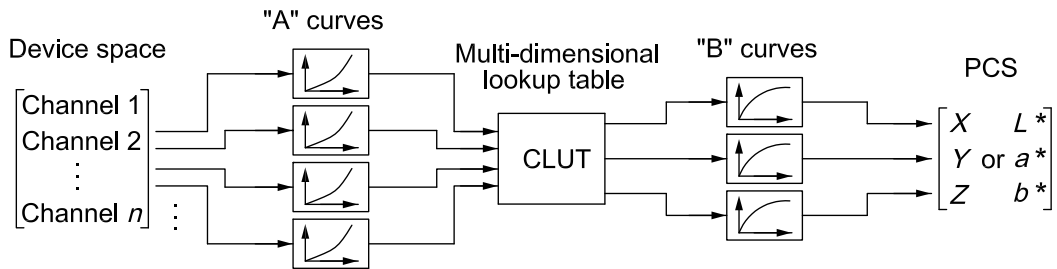 Device space
"A" curves
Multi-dimensional
lookup table
"B" curves
PCS
Channel 1
Channel 2
⋮
Channel n
⋮
CLUT
X L*
Y or a*
Z b*